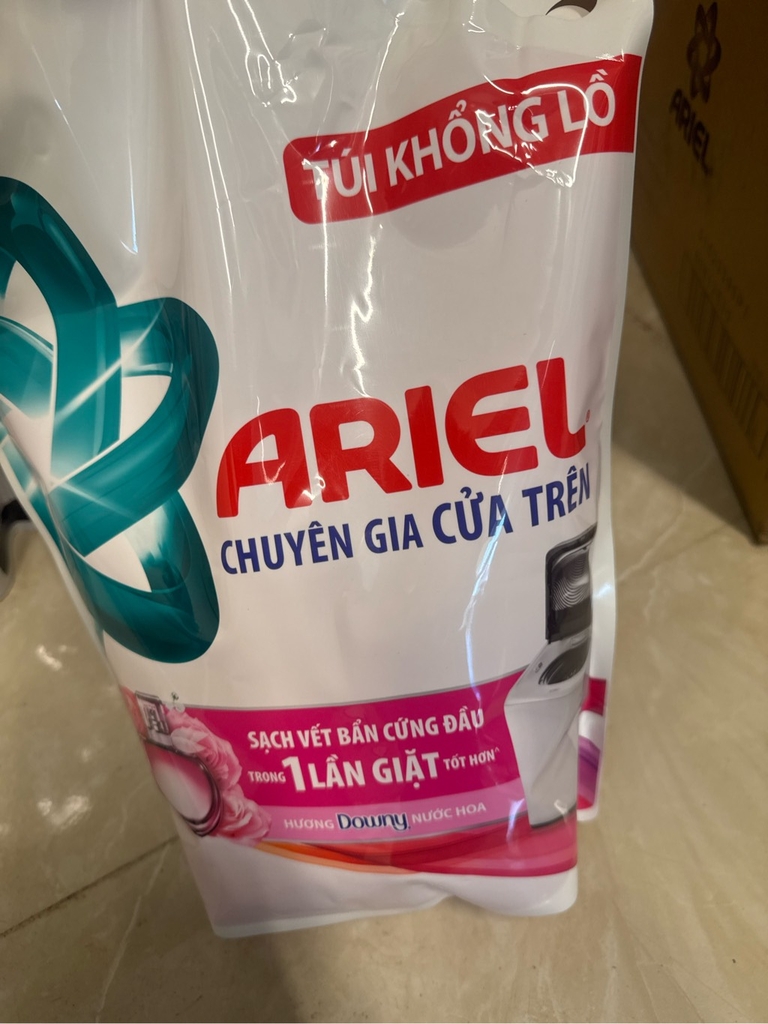 TÚI KHỔNG LỒ
ARIEL
ARIEL
CHUYÊN GIA CỬA TRÊN
SẠCH VẾT BẨN CỨNG ĐẦU
TRONG 1 LẦN GIẶT TỐT HƠN^
HƯƠNG Downy NƯỚC HOA